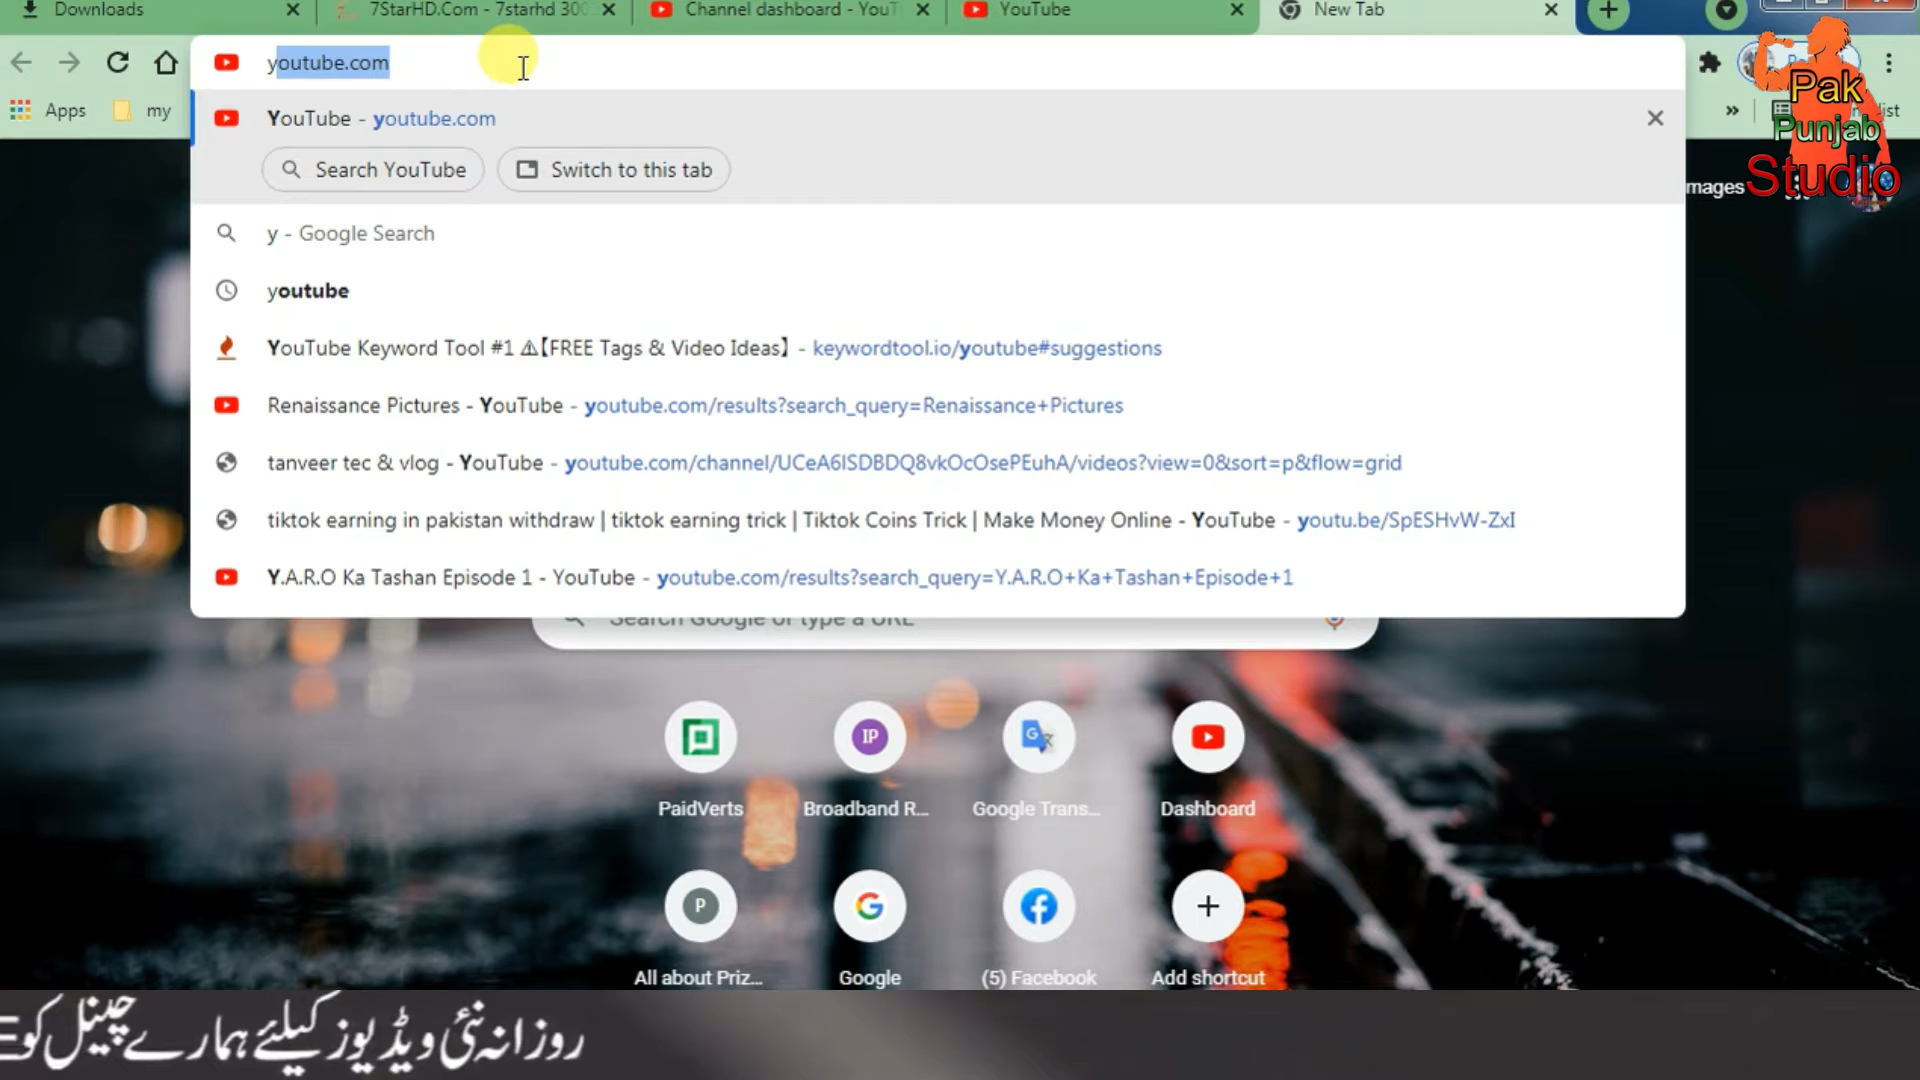 Downloads
7StarHD.Com - 7starhd 300
Channel dashboard - YouT
YouTube
New Tab
youtube.com
Apps
my
YouTube - youtube.com
Search YouTube
Switch to this tab
y - Google Search
youtube
YouTube Keyword Tool #1 ⚠【FREE Tags & Video Ideas】 - keywordtool.io/youtube#suggestions
Renaissance Pictures - YouTube - youtube.com/results?search_query=Renaissance+Pictures
tanveer tec & vlog - YouTube - youtube.com/channel/UCeA6ISDBDQ8vkOcOsePEuhA/videos?view=0&sort=p&flow=grid
tiktok earning in pakistan withdraw | tiktok earning trick | Tiktok Coins Trick | Make Money Online - YouTube - youtu.be/SpESHvW-ZxI
Y.A.R.O Ka Tashan Episode 1 - YouTube - youtube.com/results?search_query=Y.A.R.O+Ka+Tashan+Episode+1
Pak
Punjab
Studio
mages
Search Google or type a URL
PaidVerts
IP
Broadband R...
Google Trans...
Dashboard
P
All about Priz...
Google
(5) Facebook
Add shortcut
روزانہ نئی ویڈیوز کیلئے ہمارے چینل کو